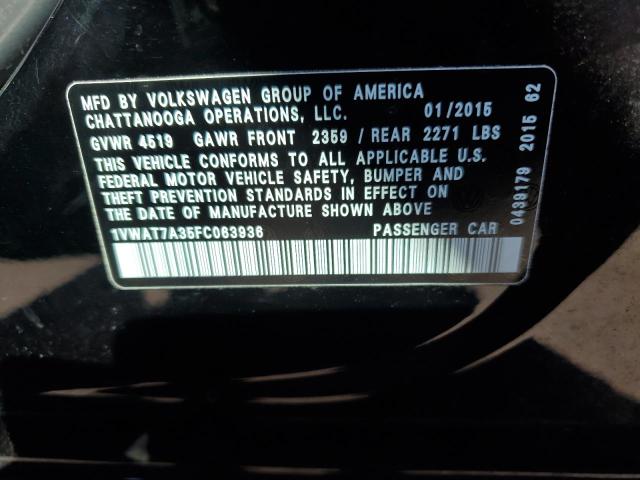 MFD BY VOLKSWAGEN GROUP OF AMERICA
CHATTANOOGA OPERATIONS, LLC. 01/2015
GVWR 4519 GAWR FRONT 2359 / REAR 2271 LBS
THIS VEHICLE CONFORMS TO ALL APPLICABLE U.S.
FEDERAL MOTOR VEHICLE SAFETY, BUMPER AND
THEFT PREVENTION STANDARDS IN EFFECT ON
THE DATE OF MANUFACTURE SHOWN ABOVE
1VWAT7A35FC063936 PASSENGER CAR
0439179 2015 62